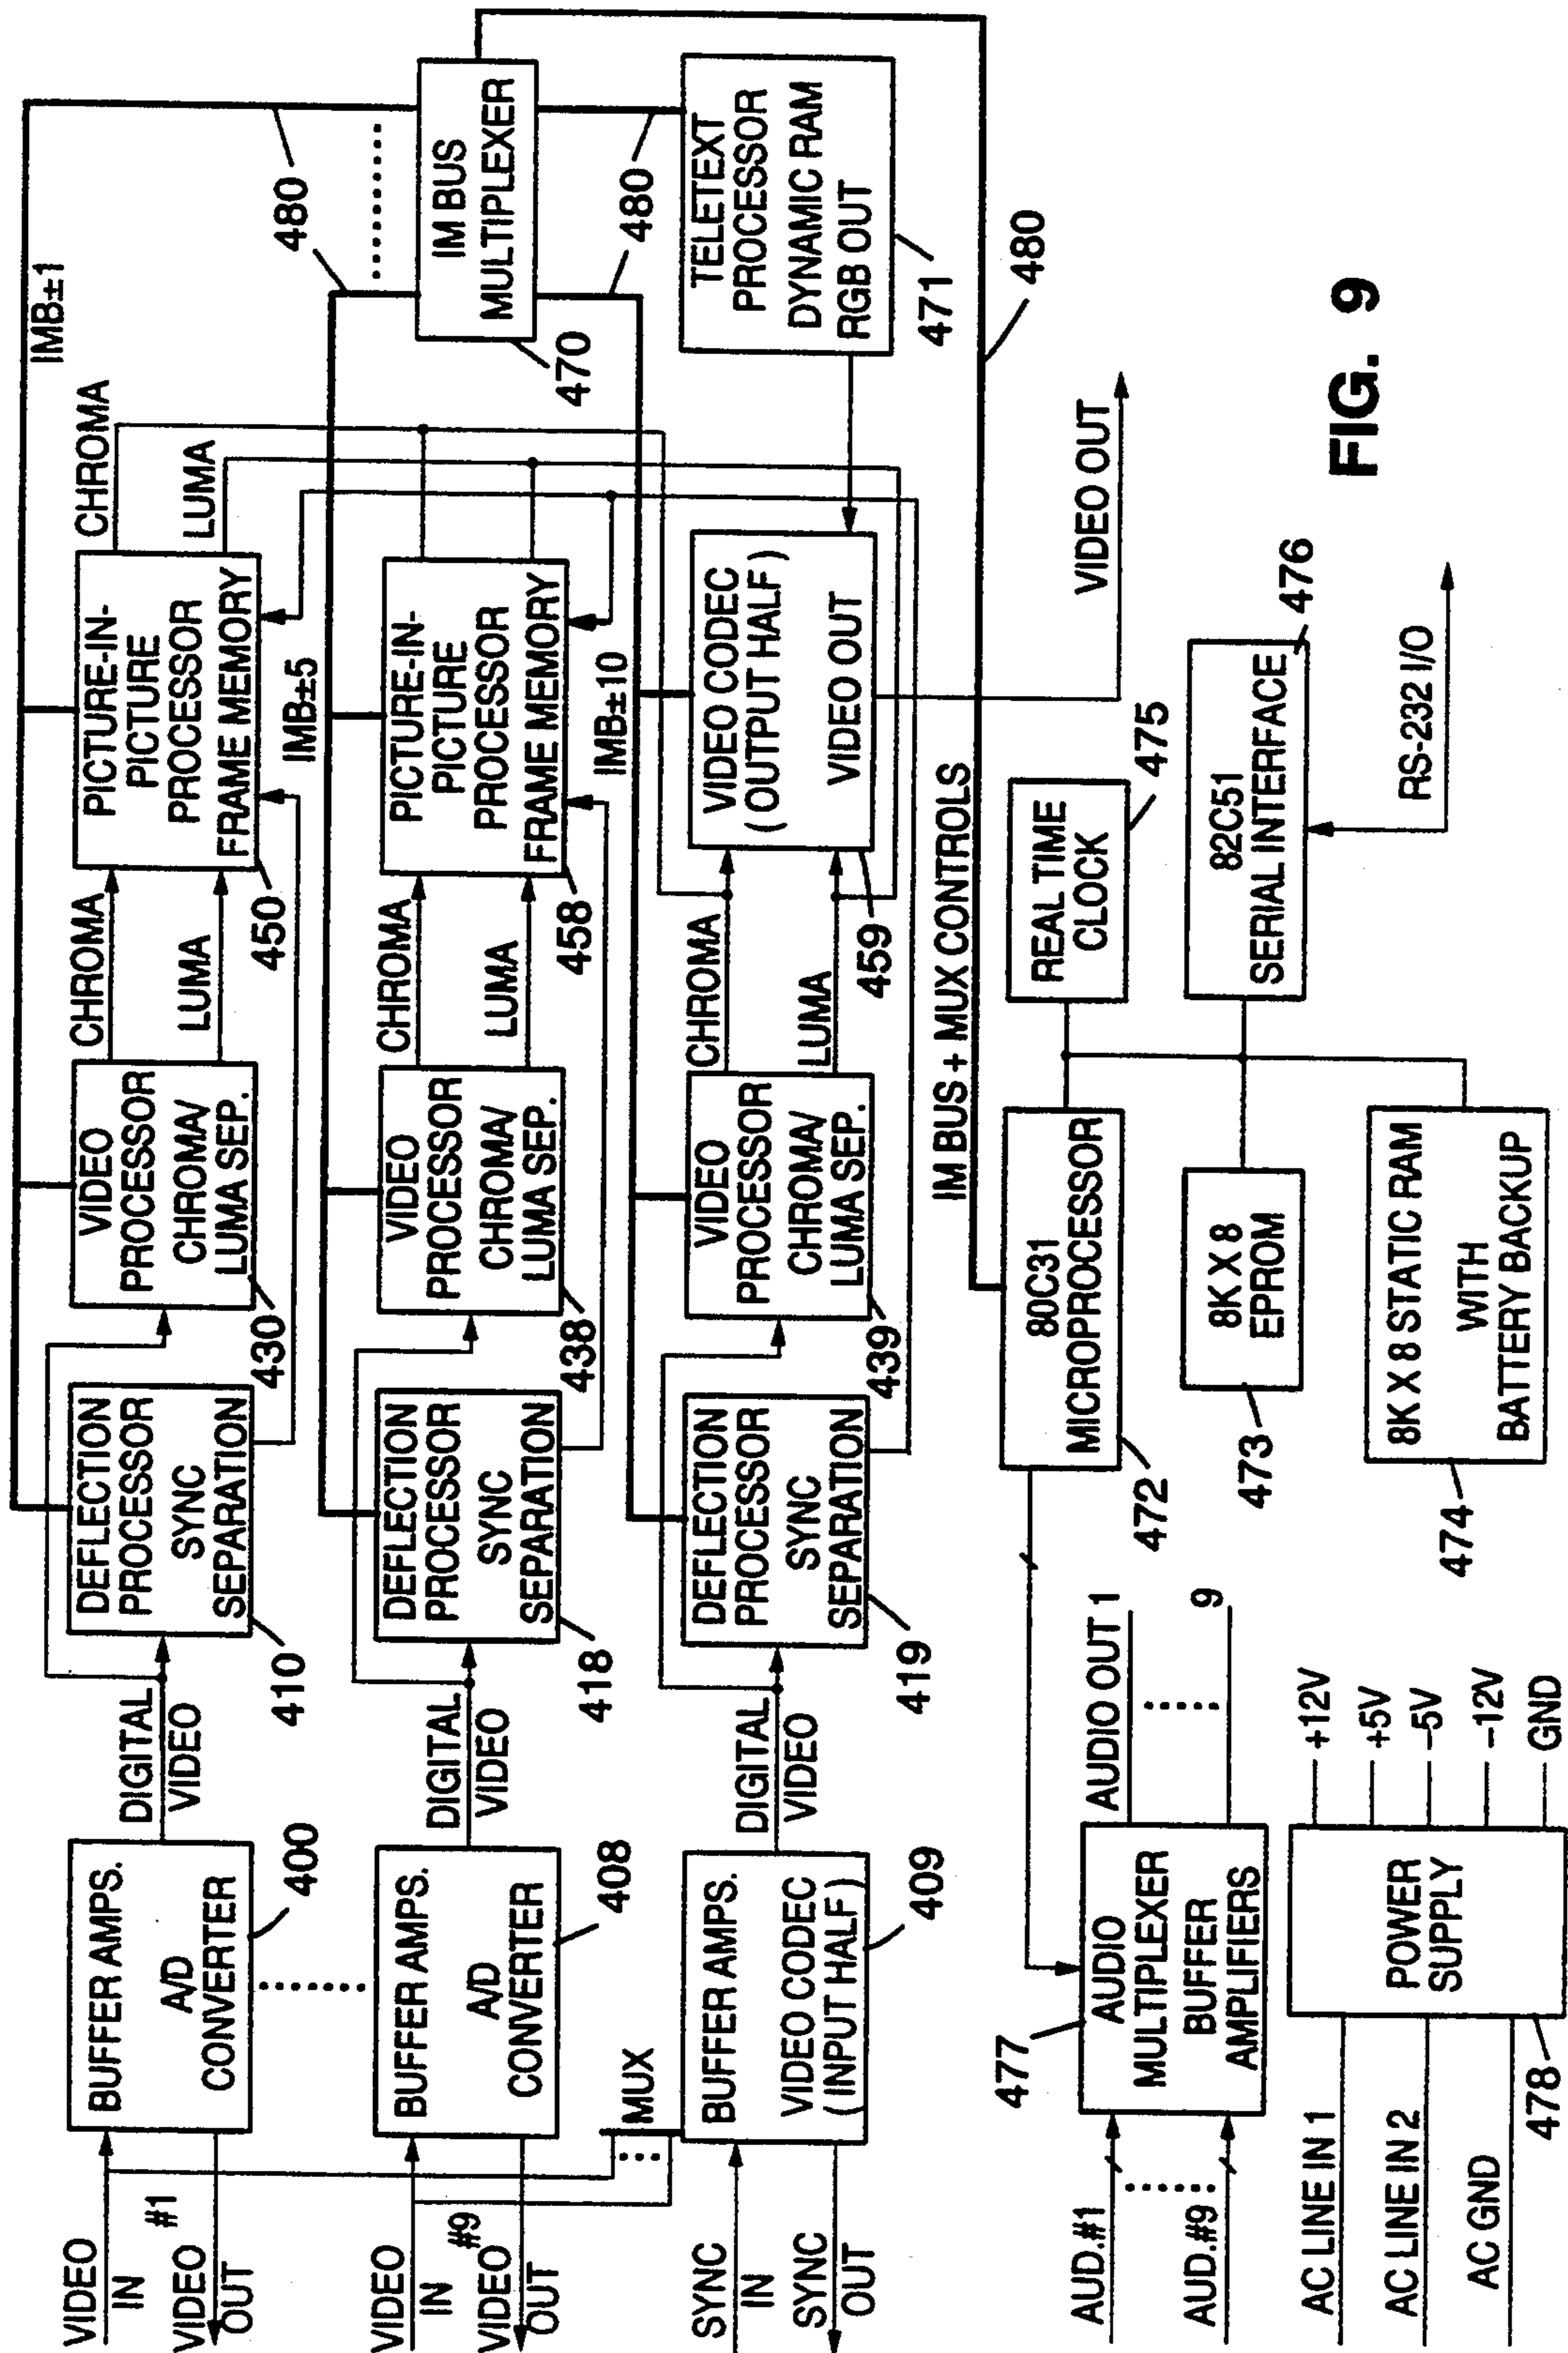 VIDEO
IN
#1
VIDEO
OUT
BUFFER AMPS.
A/D
CONVERTER
400
DIGITAL
VIDEO
DEFLECTION
PROCESSOR
SYNC
SEPARATION
410
VIDEO
PROCESSOR
CHROMA/
LUMA SEP.
430
CHROMA
LUMA
PICTURE-IN-
PICTURE
PROCESSOR
FRAME MEMORY
450
CHROMA
LUMA
IMB±1
480
VIDEO
IN
#9
VIDEO
OUT
BUFFER AMPS.
A/D
CONVERTER
408
DIGITAL
VIDEO
DEFLECTION
PROCESSOR
SYNC
SEPARATION
418
VIDEO
PROCESSOR
CHROMA/
LUMA SEP.
438
CHROMA
LUMA
IMB±5
PICTURE-IN-
PICTURE
PROCESSOR
FRAME MEMORY
458
IM BUS
MULTIPLEXER
470
480
MUX
SYNC
IN
SYNC
OUT
BUFFER AMPS.
VIDEO CODEC
( INPUT HALF )
409
DIGITAL
VIDEO
DEFLECTION
PROCESSOR
SYNC
SEPARATION
419
VIDEO
PROCESSOR
CHROMA/
LUMA SEP.
439
CHROMA
LUMA
IMB±10
VIDEO CODEC
( OUTPUT HALF )
VIDEO OUT
459
TELETEXT
PROCESSOR
DYNAMIC RAM
RGB OUT
471
480
IM BUS + MUX CONTROLS
VIDEO OUT
AUD.#1
AUD.#9
477
AUDIO
MULTIPLEXER
BUFFER
AMPLIFIERS
AUDIO OUT 1
9
80C31
MICROPROCESSOR
472
REAL TIME
CLOCK
475
8K X 8
EPROM
473
82C51
SERIAL INTERFACE
476
RS-232 I/O
8K X 8 STATIC RAM
WITH
BATTERY BACKUP
474
AC LINE IN 1
AC LINE IN 2
AC GND
POWER
SUPPLY
478
+12V
+5V
-5V
-12V
GND
FIG. 9